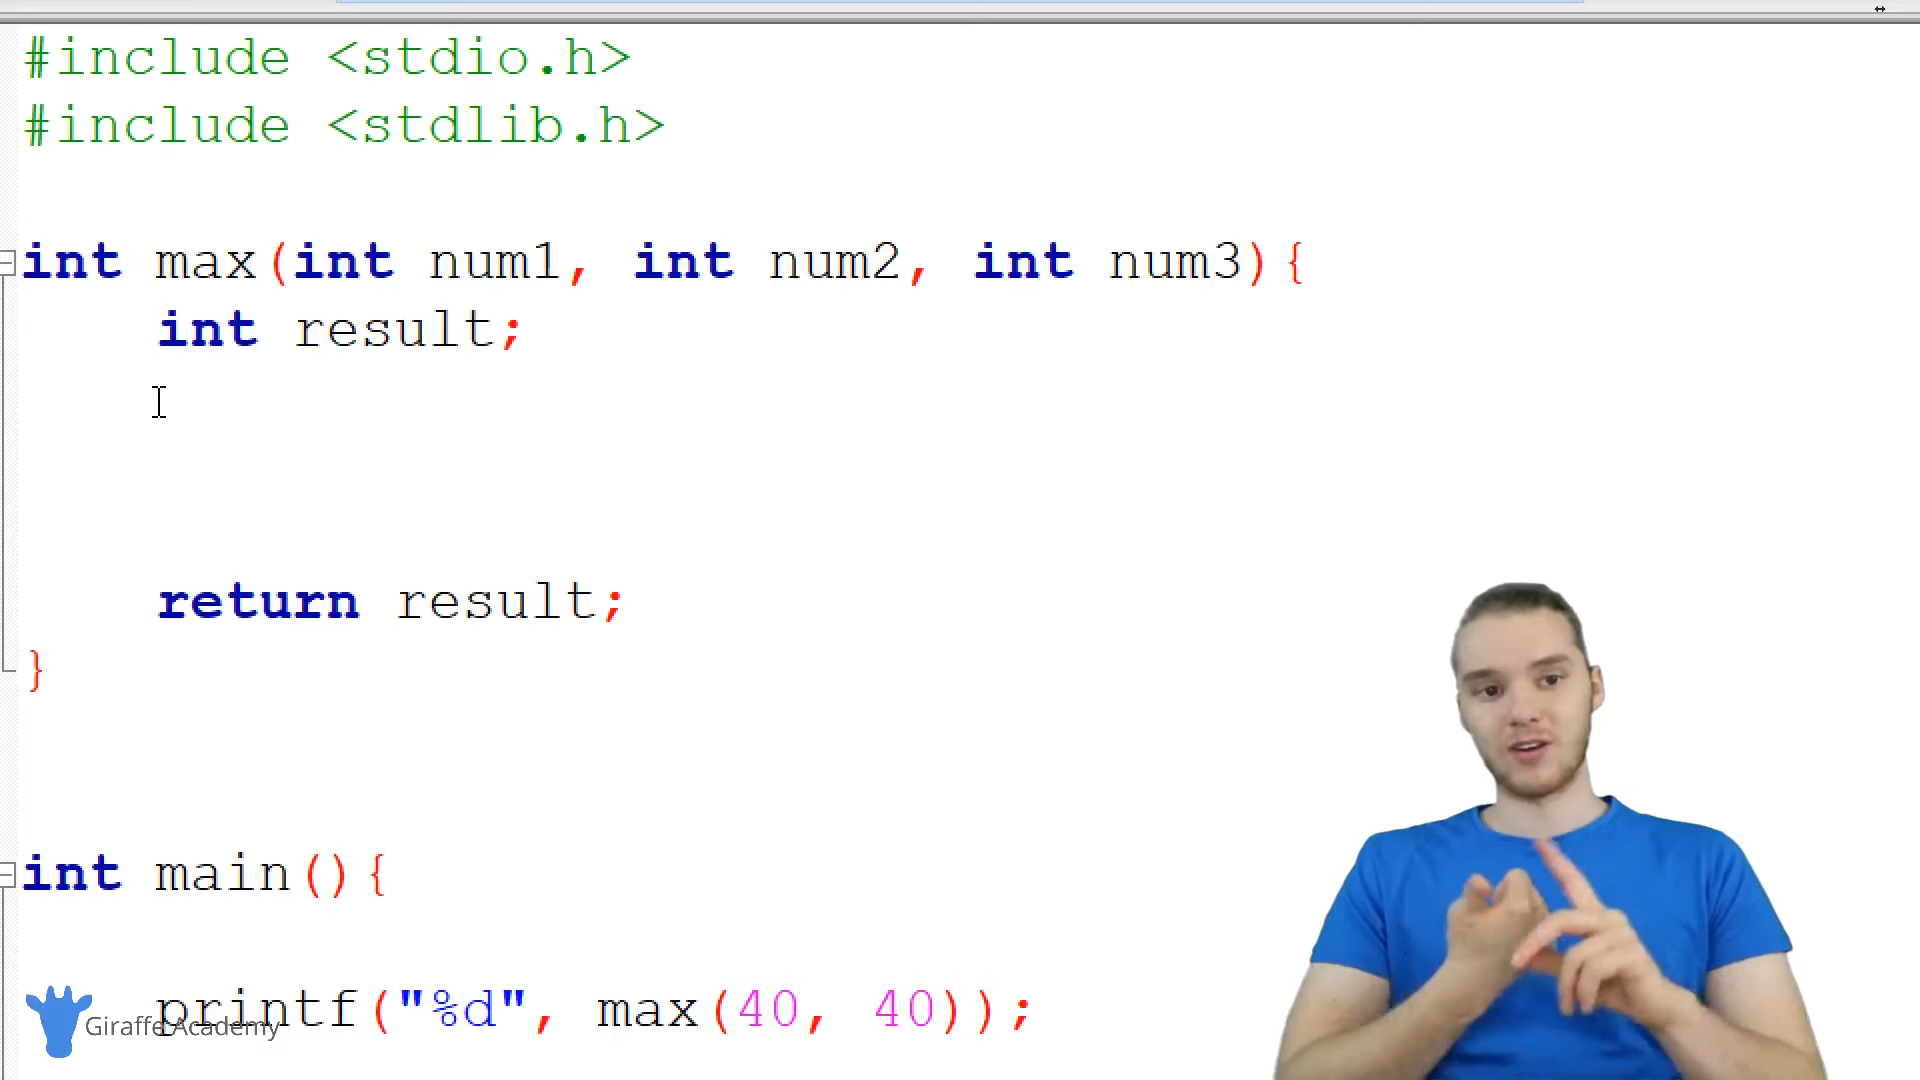 #include <stdio.h>
#include <stdlib.h>
int max(int num1, int num2, int num3){
int result;
return result;
}
int main(){
printf("%d", max(40, 40));
Giraffe Academy